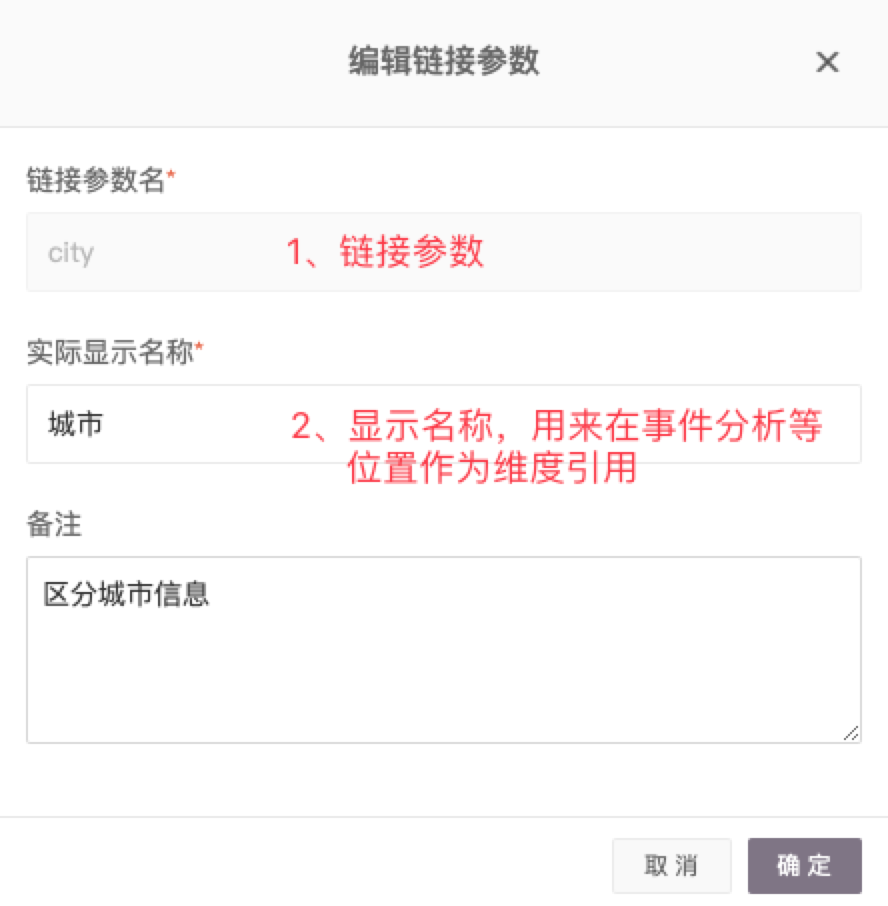 编辑链接参数
链接参数名*
city
1、链接参数
实际显示名称*
城市
2、显示名称，用来在事件分析等
位置作为维度引用
备注
区分城市信息
取消
确定